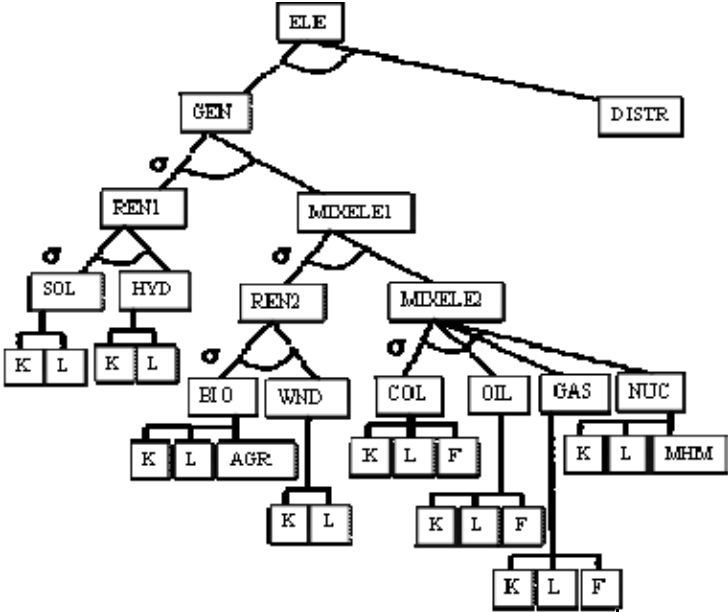 ELE
GEN
DISTR
σ
REN1
MIXELE1
σ
σ
SOL
HYD
REN2
MIXELE2
K L
K L
σ
σ
BIO
WND
COL
OIL
GAS
NUC
K L AGR
K L F
K L MHM
K L
K L F
K L F